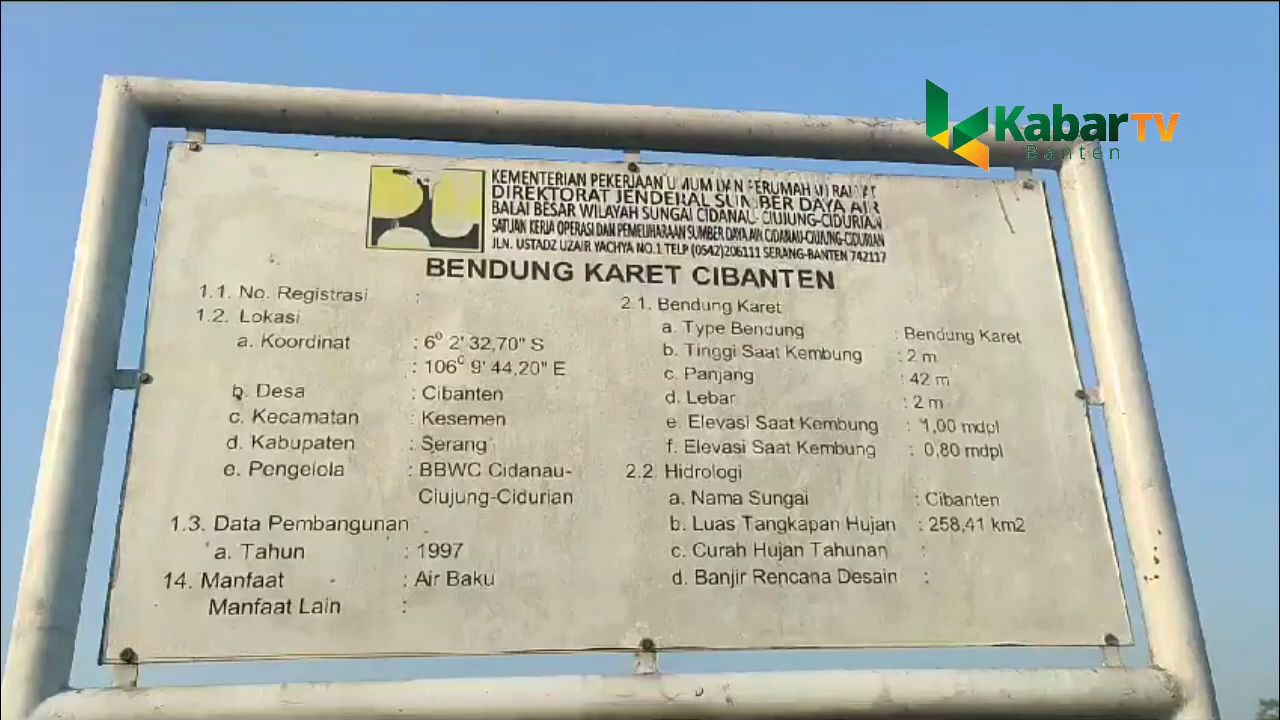 Kabar TV
Banten
KEMENTERIAN PEKERJAAN UMUM DAN PERUMAHAN RAKYAT
DIREKTORAT JENDERAL SUMBER DAYA AIR
BALAI BESAR WILAYAH SUNGAI CIDANAU- CIUJUNG-CIDURIAN
SATUAN KERJA OPERASI DAN PEMELIHARAAN SUMBER DAYA AIR CIDANAU-CIUJUNG-CIDURIAN
JLN. USTADZ UZAIR YACHYA NO.1 TELP (0542)206111 SERANG-BANTEN 742117
BENDUNG KARET CIBANTEN
1.1. No. Registrasi :
1.2. Lokasi
a. Koordinat : 6° 2' 32,70" S
: 106° 9' 44,20" E
b. Desa : Cibanten
c. Kecamatan : Kesemen
d. Kabupaten : Serang
e. Pengelola : BBWC Cidanau-
Ciujung-Cidurian
1.3. Data Pembangunan
a. Tahun : 1997
14. Manfaat : Air Baku
Manfaat Lain :
2.1. Bendung Karet
a. Type Bendung : Bendung Karet
b. Tinggi Saat Kembung : 2 m
c. Panjang : 42 m
d. Lebar : 2 m
e. Elevasi Saat Kembung : 1,00 mdpl
f. Elevasi Saat Kembung : 0,80 mdpl
2.2. Hidrologi
a. Nama Sungai : Cibanten
b. Luas Tangkapan Hujan : 258,41 km2
c. Curah Hujan Tahunan :
d. Banjir Rencana Desain :